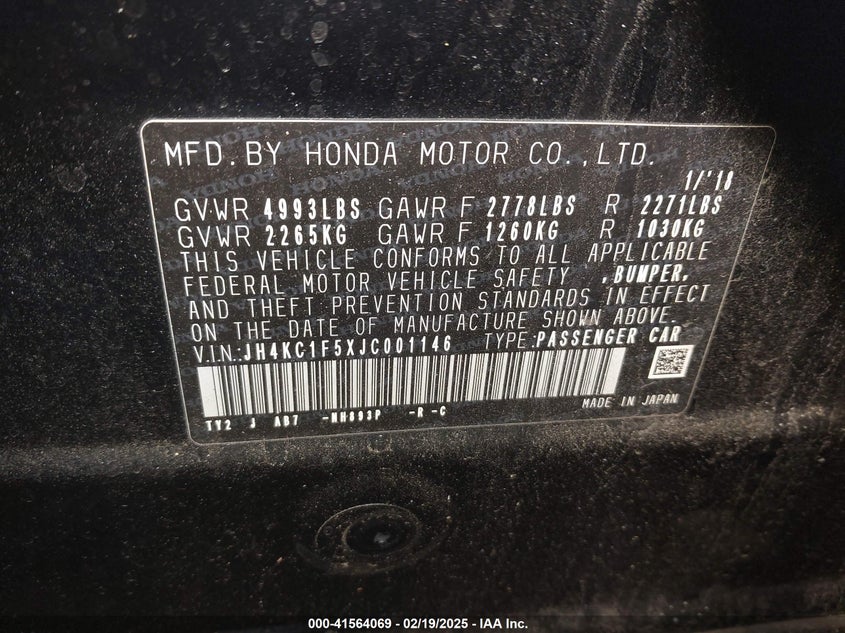 MFD. BY HONDA MOTOR CO., LTD.
1/'18
GVWR 4993LBS GAWR F 2778LBS R 2271LBS
GVWR 2265KG GAWR F 1260KG R 1030KG
THIS VEHICLE CONFORMS TO ALL APPLICABLE
FEDERAL MOTOR VEHICLE SAFETY ,BUMPER,
AND THEFT PREVENTION STANDARDS IN EFFECT
ON THE DATE OF MANUFACTURE SHOWN ABOVE.
V.I.N.:JH4KC1F5XJC001146 TYPE:PASSENGER CAR
TY2 J AB7 -NH893P -R -C
MADE IN JAPAN
000-41564069 - 02/19/2025 - IAA Inc.